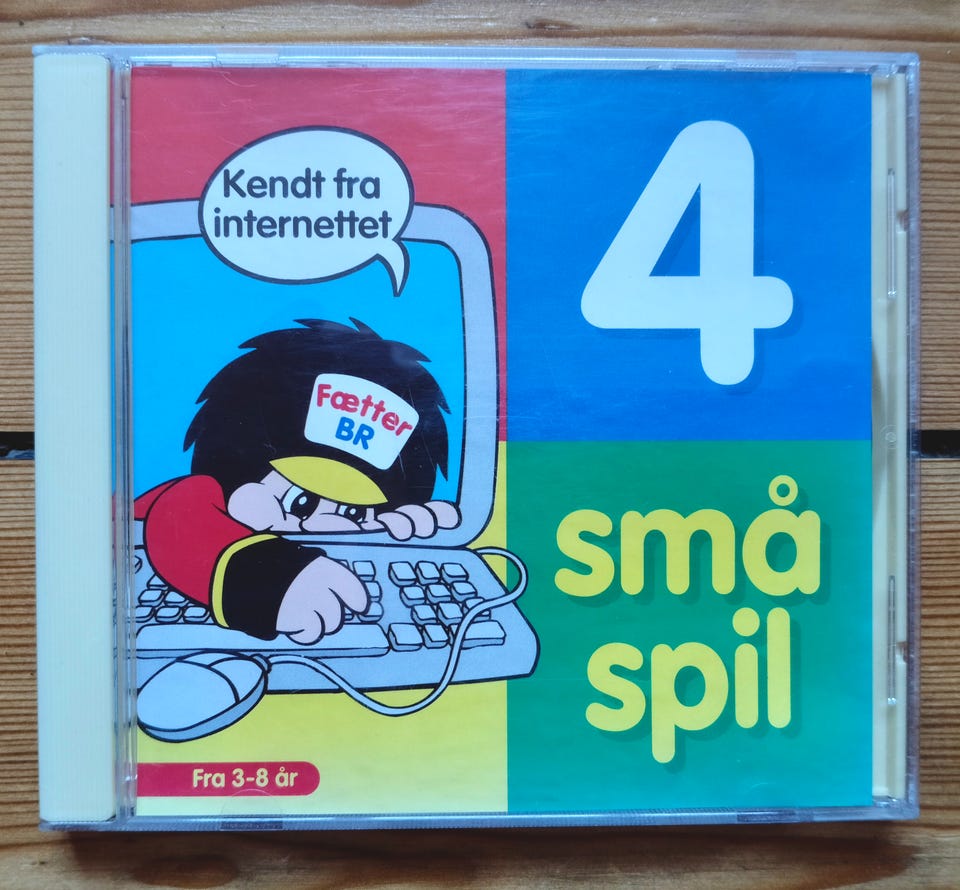 Kendt fra
internettet
Fætter
BR
4
små
spil
Fra 3-8 år